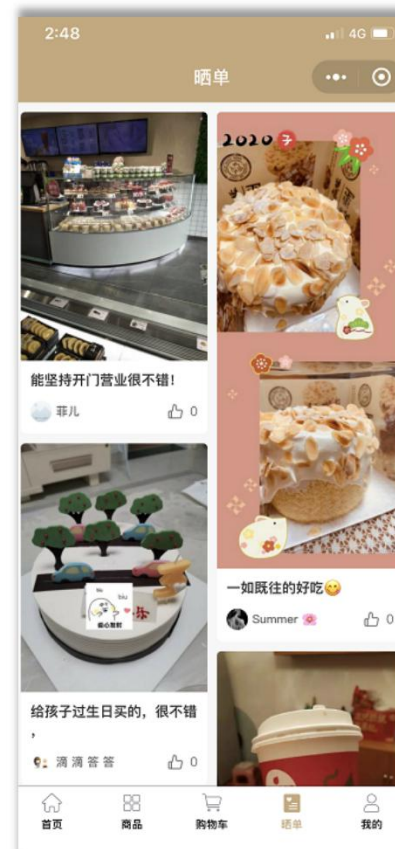 2:48
4G
晒单
能坚持开门营业很不错！
菲儿
0
2020 子
一如既往的好吃😋
Summer 🌸
0
biu
给孩子过生日买的，很不错
，
滴滴答答
0
首页
商品
购物车
晒单
我的